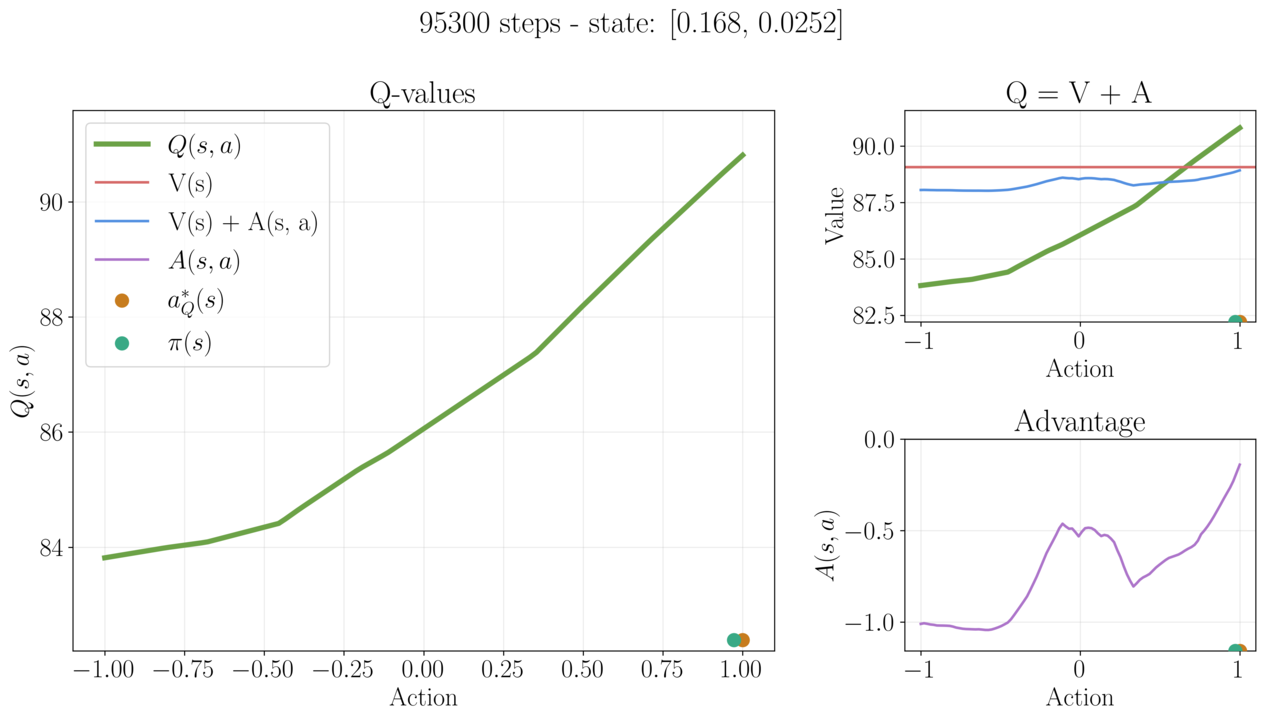 95300 steps - state: [0.168, 0.0252]
Q-values
Q(s, a)
V(s)
V(s) + A(s, a)
A(s, a)
a*Q(s)
π(s)
Q(s, a)
90
88
86
84
−1.00 −0.75 −0.50 −0.25 0.00 0.25 0.50 0.75 1.00
Action
Q = V + A
Value
90.0
87.5
85.0
82.5
−1 0 1
Action
Advantage
A(s, a)
0.0
−0.5
−1.0
−1 0 1
Action